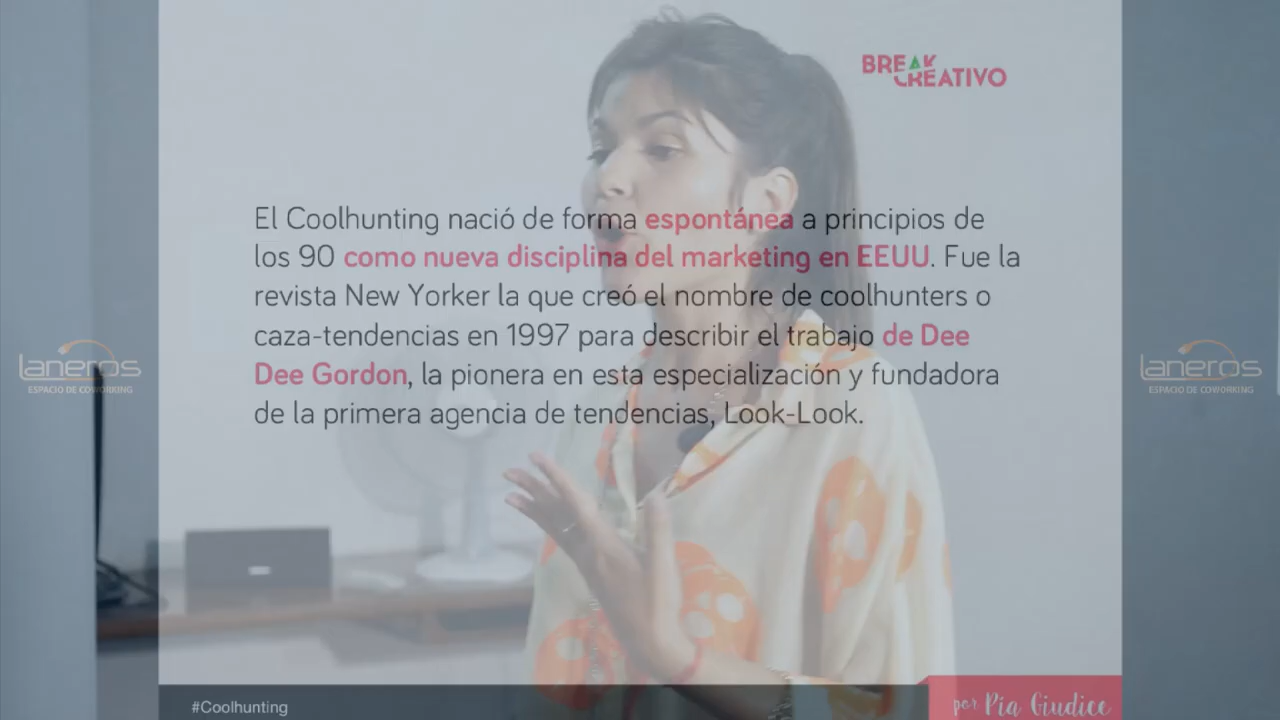 BREAK
CREATIVO
El Coolhunting nació de forma espontánea a principios de
los 90 como nueva disciplina del marketing en EEUU. Fue la
revista New Yorker la que creó el nombre de coolhunters o
caza-tendencias en 1997 para describir el trabajo de Dee
Dee Gordon, la pionera en esta especialización y fundadora
de la primera agencia de tendencias, Look-Look.
laneros
ESPACIO DE COWORKING
laneros
ESPACIO DE COWORKING
#Coolhunting
por Pía Giudice